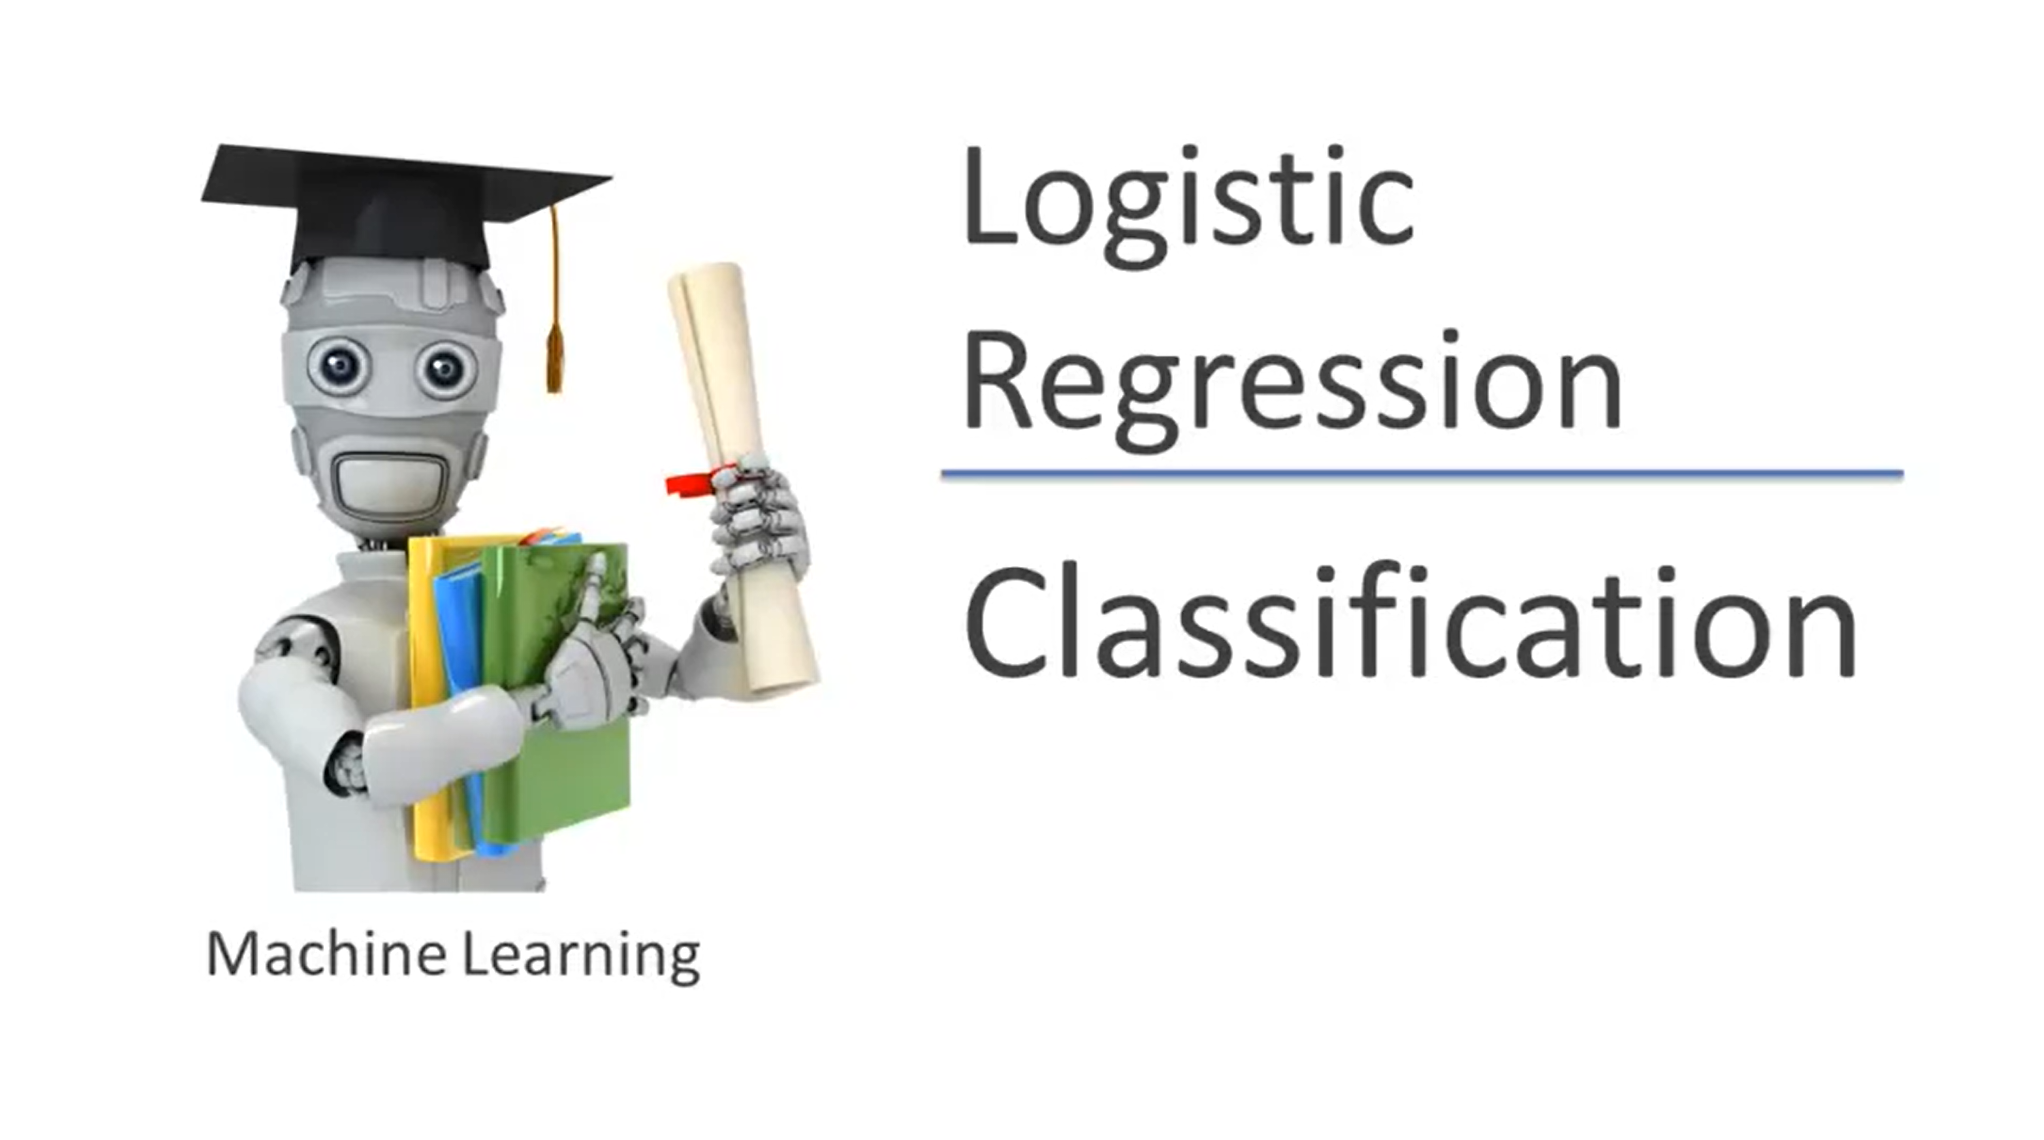 Logistic
Regression
Classification
Machine Learning